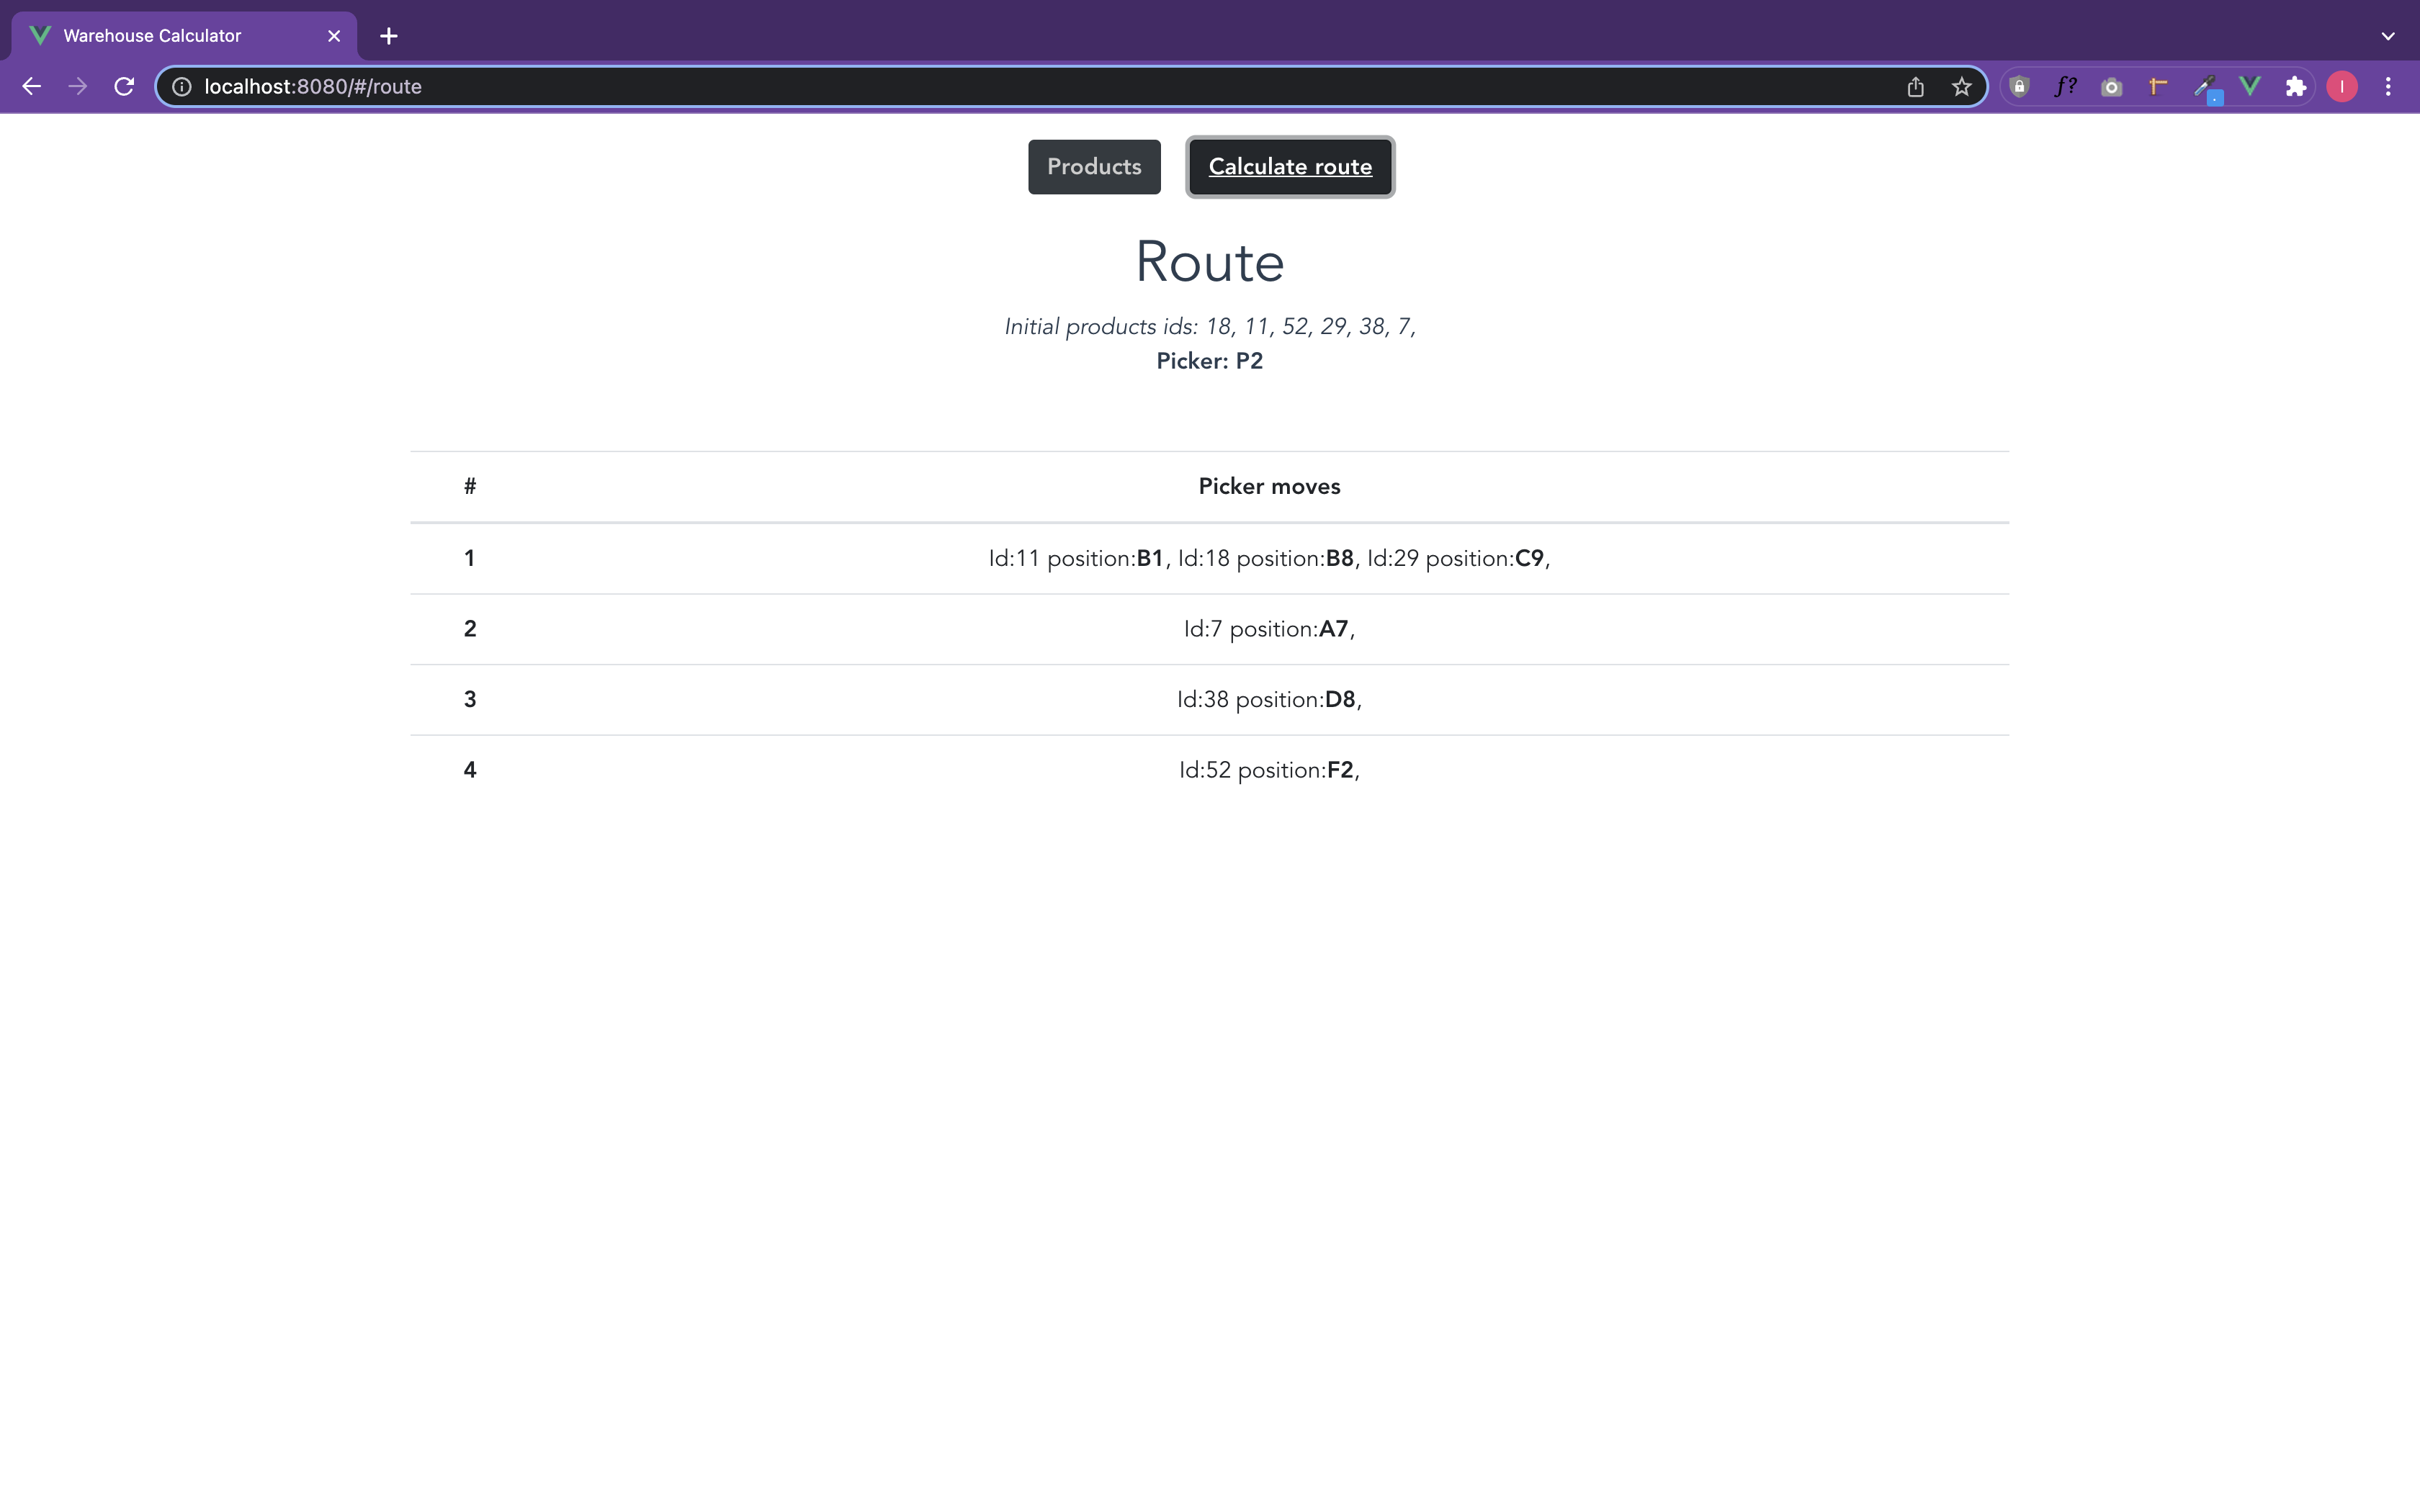 Warehouse Calculator
localhost:8080/#/route
f?
I
Products
Calculate route
Route
Initial products ids: 18, 11, 52, 29, 38, 7,
Picker: P2
# Picker moves
1 Id:11 position:B1, Id:18 position:B8, Id:29 position:C9,
2 Id:7 position:A7,
3 Id:38 position:D8,
4 Id:52 position:F2,